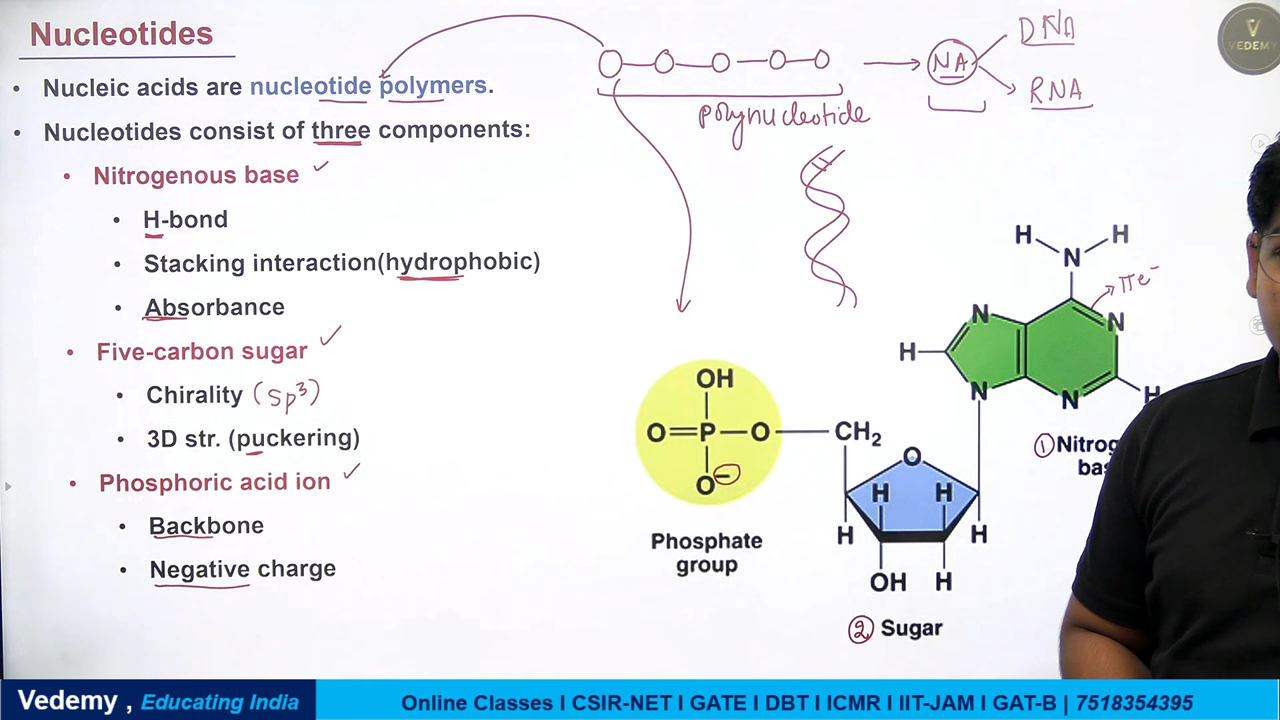 Nucleotides
• Nucleic acids are nucleotide polymers.
• Nucleotides consist of three components:
• Nitrogenous base ✓
• H-bond
• Stacking interaction(hydrophobic)
• Absorbance
• Five-carbon sugar ✓
• Chirality (sp³)
• 3D str. (puckering)
• Phosphoric acid ion ✓
• Backbone
• Negative charge
polynucleotide
NA
DNA
RNA
VEDEMY
H H
N
πe⁻
N N
H
N N H
① Nitrog
ba
OH
O=P—O—CH₂
O⁻
Phosphate
group
O
H H
H H
OH H
② Sugar
Vedemy , Educating India
Online Classes I CSIR-NET I GATE I DBT I ICMR I IIT-JAM I GAT-B | 7518354395